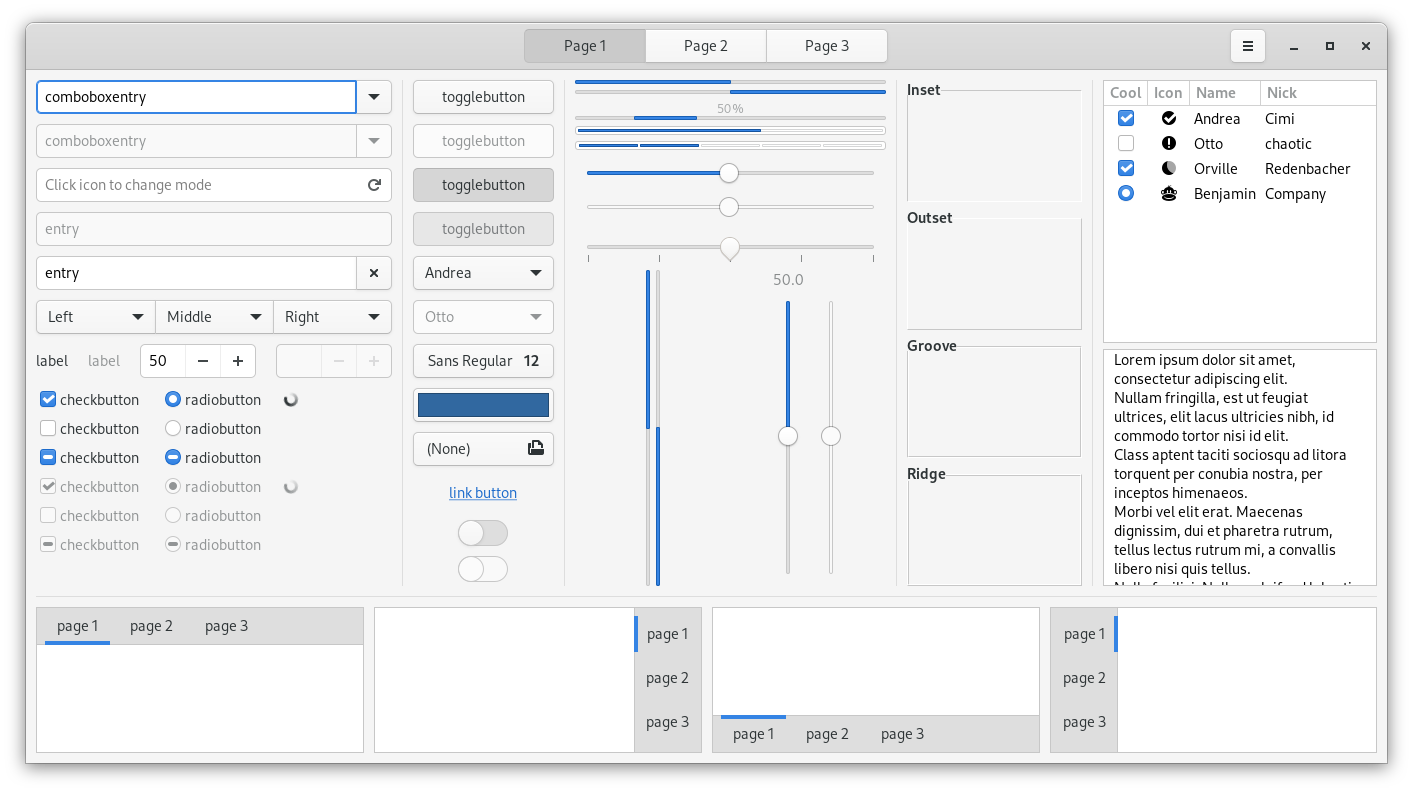 Page 1 Page 2 Page 3
comboboxentry
comboboxentry
Click icon to change mode
entry
entry
Left Middle Right
label label 50
checkbutton radiobutton
checkbutton radiobutton
checkbutton radiobutton
checkbutton radiobutton
checkbutton radiobutton
checkbutton radiobutton
togglebutton
togglebutton
togglebutton
togglebutton
Andrea
Otto
Sans Regular 12
(None)
link button
50%
50.0
Inset
Outset
Groove
Ridge
Cool Icon Name Nick
Andrea Cimi
Otto chaotic
Orville Redenbacher
Benjamin Company
Lorem ipsum dolor sit amet,
consectetur adipiscing elit.
Nullam fringilla, est ut feugiat
ultrices, elit lacus ultricies nibh, id
commodo tortor nisi id elit.
Class aptent taciti sociosqu ad litora
torquent per conubia nostra, per
inceptos himenaeos.
Morbi vel elit erat. Maecenas
dignissim, dui et pharetra rutrum,
tellus lectus rutrum mi, a convallis
libero nisi quis tellus.
page 1 page 2 page 3
page 1
page 2
page 3
page 1 page 2 page 3
page 1
page 2
page 3